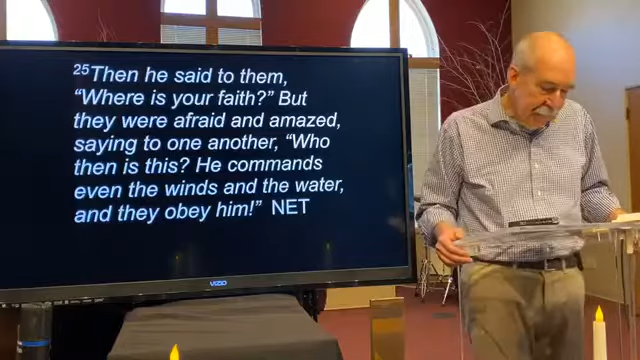 25Then he said to them,
“Where is your faith?” But
they were afraid and amazed,
saying to one another, “Who
then is this? He commands
even the winds and the water,
and they obey him!” NET
VIZIO